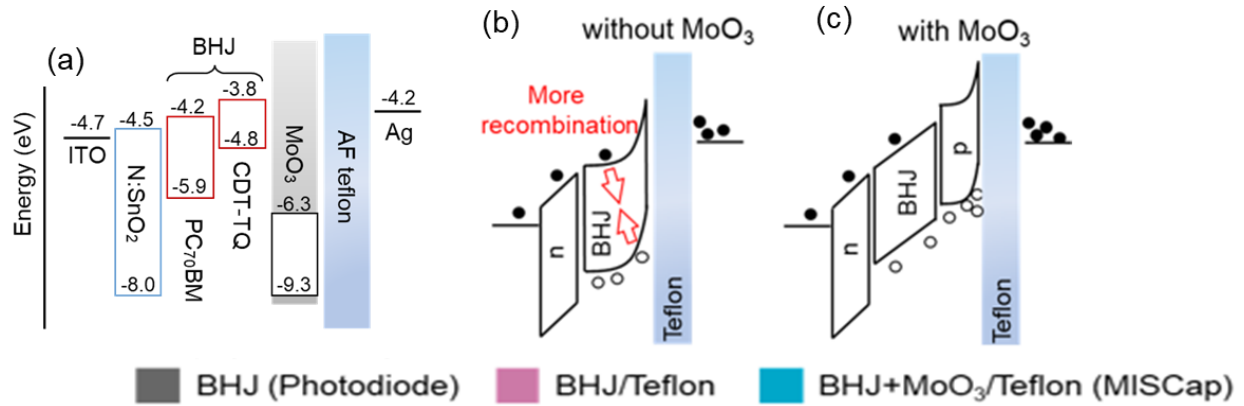 (a)
BHJ
Energy (eV)
-4.7
ITO
-4.5
N:SnO₂
-8.0
-4.2
-5.9
PC₇₀BM
-3.8
-4.8
CDT-TQ
MoO₃
-6.3
-9.3
AF teflon
-4.2
Ag
(b)
without MoO₃
More
recombination
n
BHJ
Teflon
(c)
with MoO₃
n
BHJ
p
Teflon
BHJ (Photodiode)
BHJ/Teflon
BHJ+MoO₃/Teflon (MISCap)